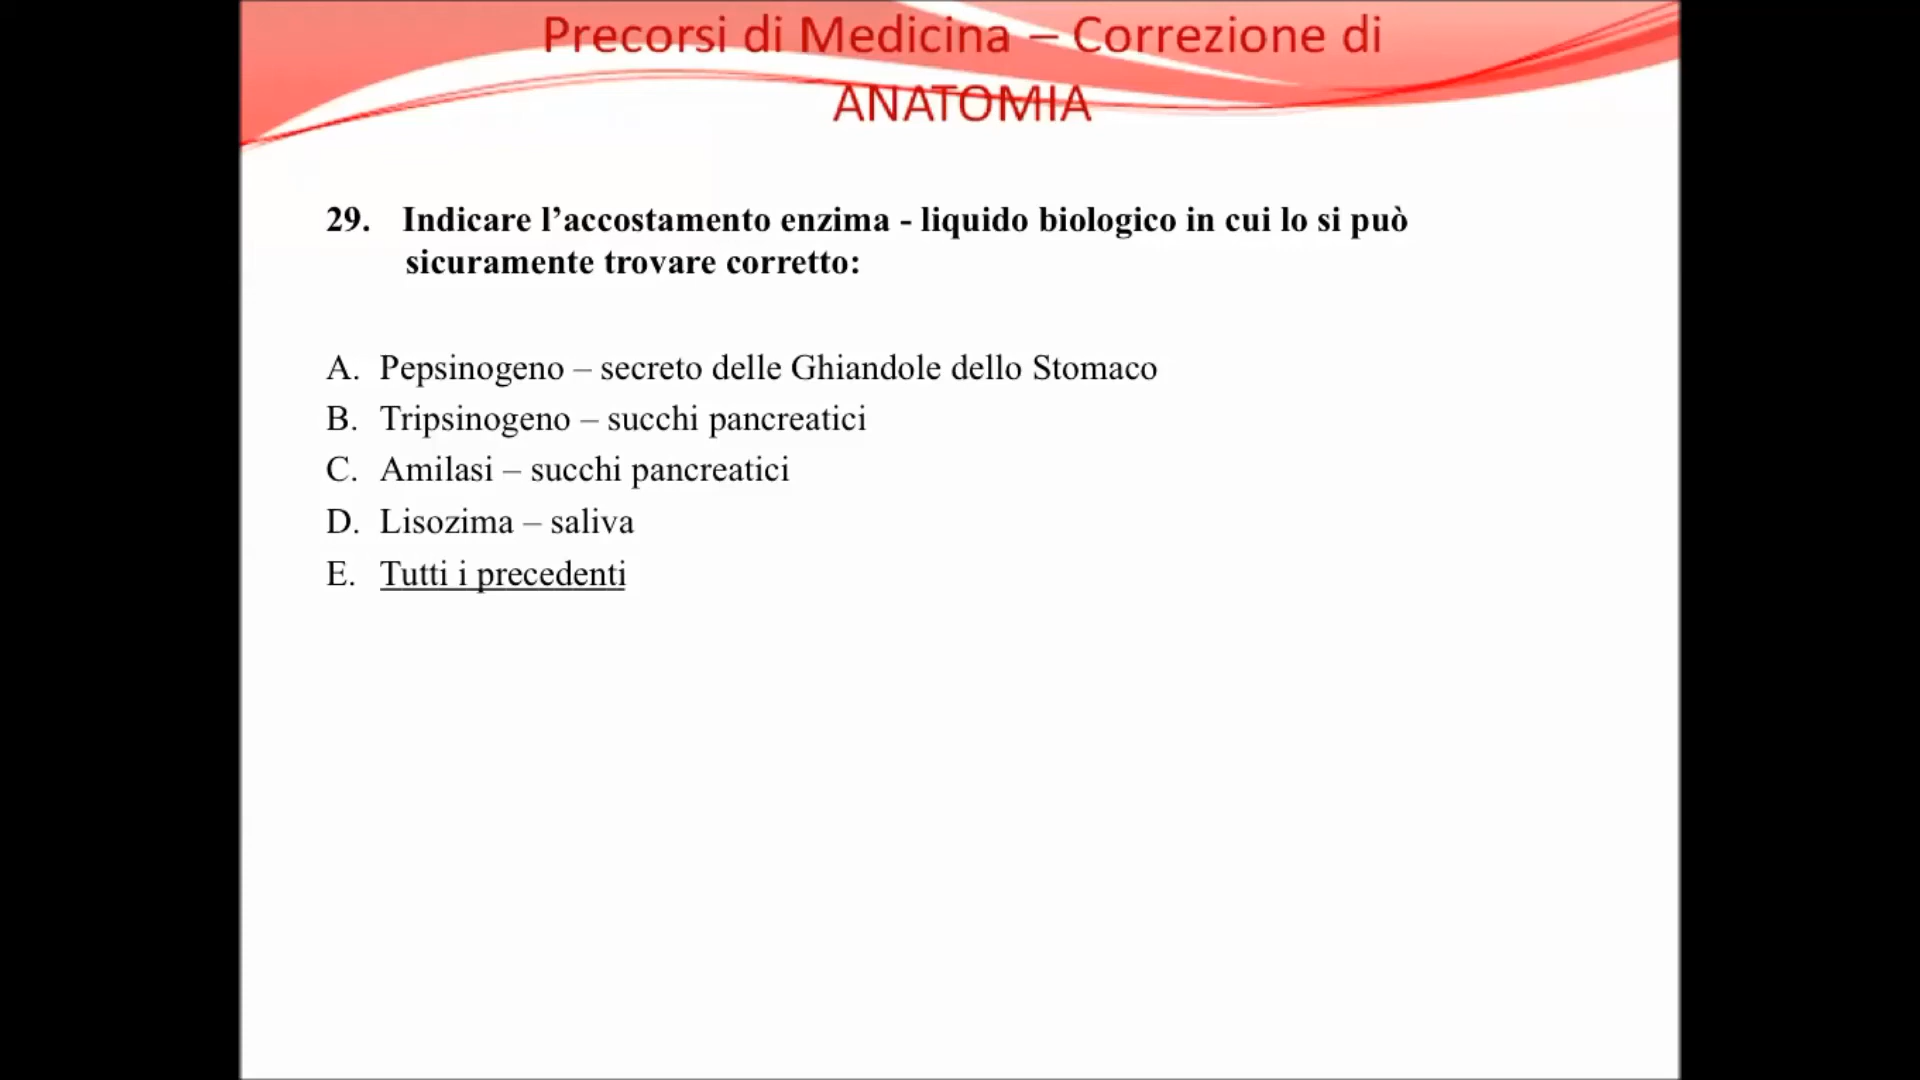 Precorsi di Medicina – Correzione di
ANATOMIA
29. Indicare l’accostamento enzima - liquido biologico in cui lo si può
sicuramente trovare corretto:
A. Pepsinogeno – secreto delle Ghiandole dello Stomaco
B. Tripsinogeno – succhi pancreatici
C. Amilasi – succhi pancreatici
D. Lisozima – saliva
E. Tutti i precedenti